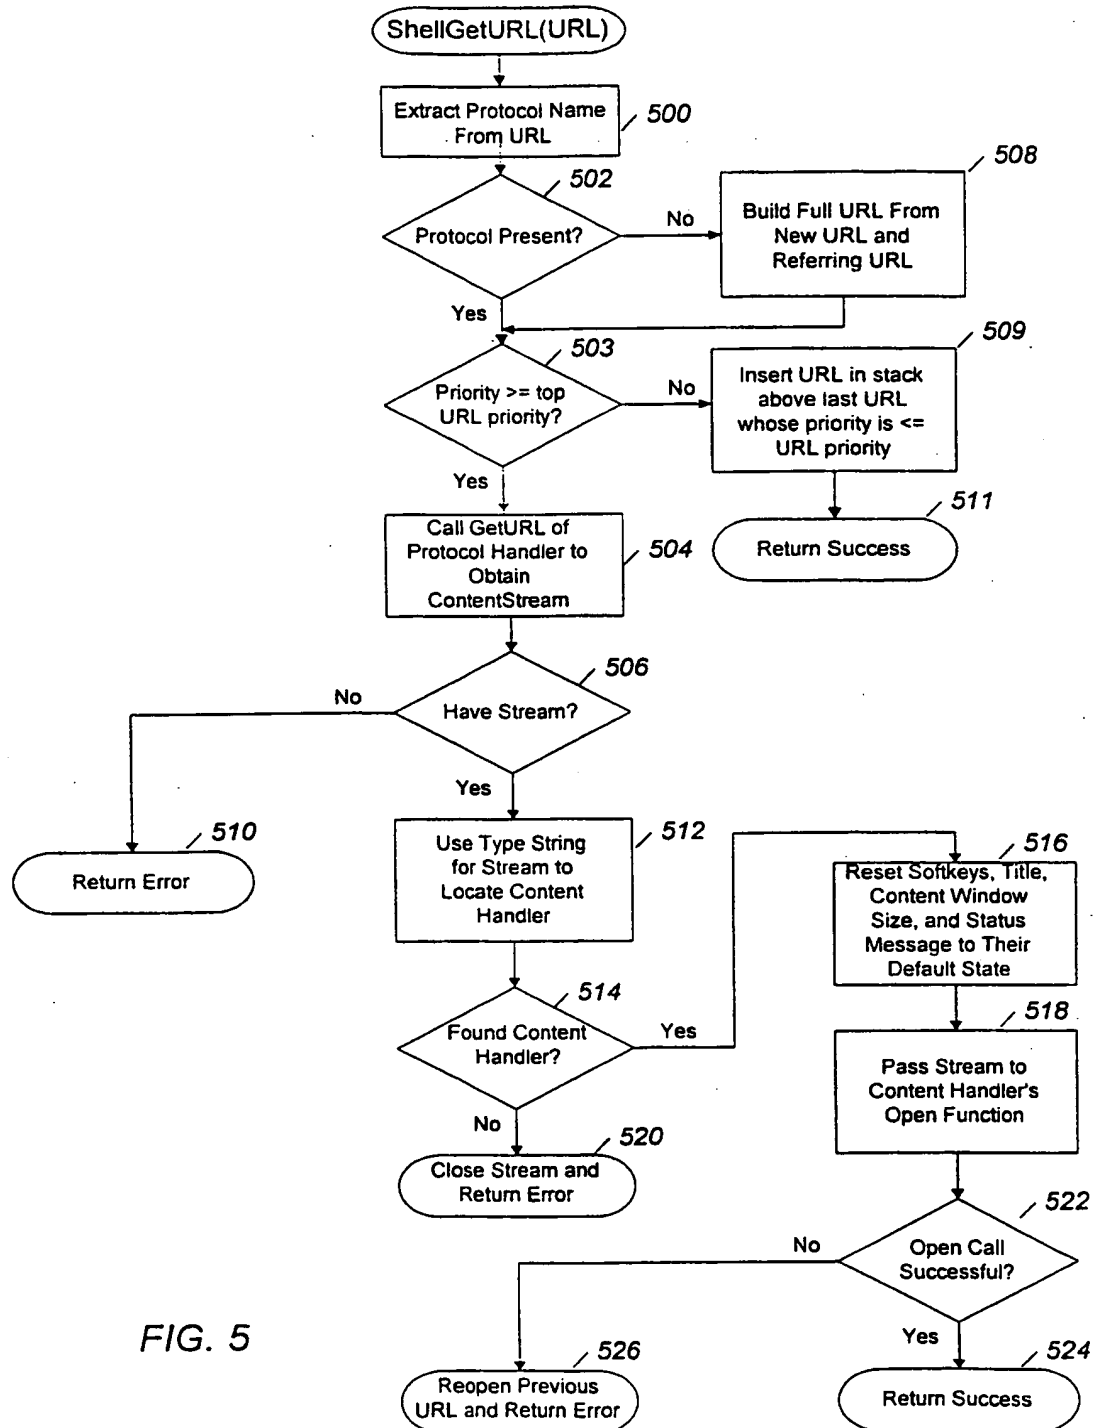 ShellGetURL(URL)
Extract Protocol Name
From URL
500
502
Protocol Present?
No
508
Build Full URL From
New URL and
Referring URL
Yes
503
Priority >= top
URL priority?
No
509
Insert URL in stack
above last URL
whose priority is <=
URL priority
Yes
511
Return Success
Call GetURL of
Protocol Handler to
Obtain
ContentStream
504
506
Have Stream?
No
Yes
510
Return Error
512
Use Type String
for Stream to
Locate Content
Handler
514
Found Content
Handler?
Yes
516
Reset Softkeys, Title,
Content Window
Size, and Status
Message to Their
Default State
518
Pass Stream to
Content Handler's
Open Function
No
520
Close Stream and
Return Error
522
Open Call
Successful?
No
Yes
526
Reopen Previous
URL and Return Error
524
Return Success
FIG. 5